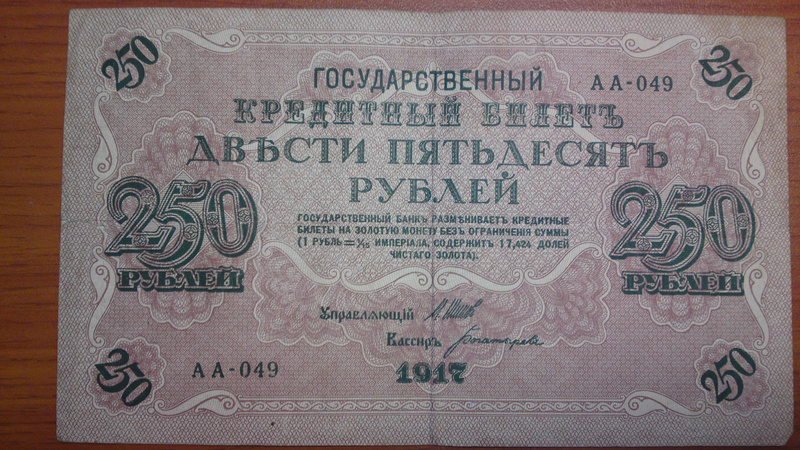 250 250
ГОСУДАРСТВЕННЫЙ АА-049
КРЕДИТНЫЙ БИЛЕТЪ
ДВѢСТИ ПЯТЬДЕСЯТЪ
РУБЛЕЙ
250 250
РУБЛЕЙ РУБЛЕЙ
ГОСУДАРСТВЕННЫЙ БАНКЪ РАЗМѢНИВАЕТЪ КРЕДИТНЫЕ
БИЛЕТЫ НА ЗОЛОТУЮ МОНЕТУ БЕЗЪ ОГРАНИЧЕНІЯ СУММЫ
(1 РУБЛЬ = 1/15 ИМПЕРІАЛА, СОДЕРЖИТЪ 17,424 ДОЛЕЙ
ЧИСТАГО ЗОЛОТА).
Управляющій И. Шипов
Кассиръ Богатырев
АА-049 1917
250 250